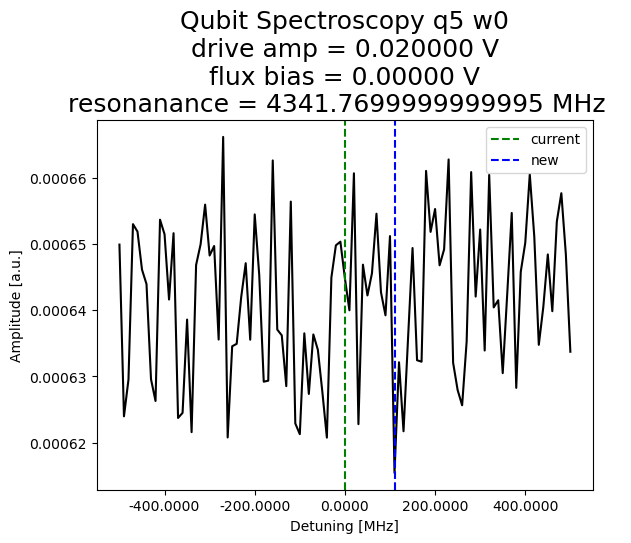 Qubit Spectroscopy q5 w0
drive amp = 0.020000 V
flux bias = 0.00000 V
resonanance = 4341.7699999999995 MHz
current
new
0.00066
0.00065
0.00064
0.00063
0.00062
Amplitude [a.u.]
-400.0000 -200.0000 0.0000 200.0000 400.0000
Detuning [MHz]